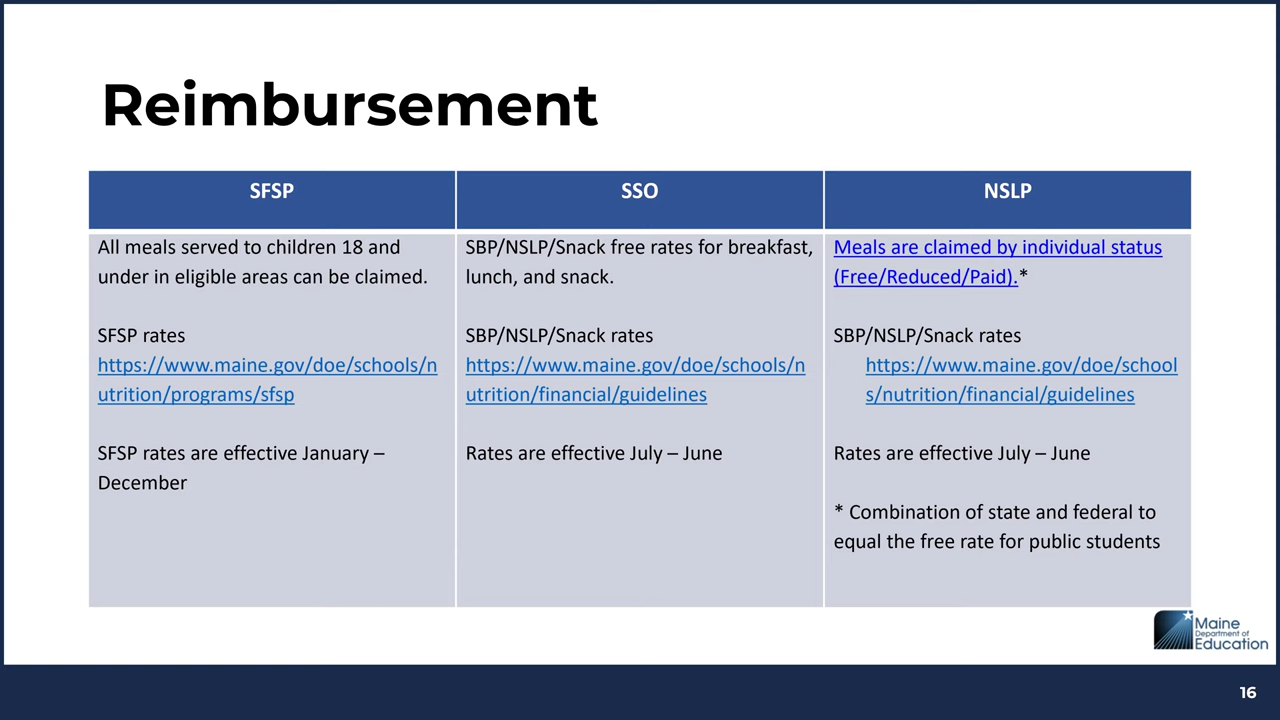 Reimbursement
SFSP
SSO
NSLP
All meals served to children 18 and
under in eligible areas can be claimed.
SFSP rates
https://www.maine.gov/doe/schools/n
utrition/programs/sfsp
SFSP rates are effective January –
December
SBP/NSLP/Snack free rates for breakfast,
lunch, and snack.
SBP/NSLP/Snack rates
https://www.maine.gov/doe/schools/n
utrition/financial/guidelines
Rates are effective July – June
Meals are claimed by individual status
(Free/Reduced/Paid).*
SBP/NSLP/Snack rates
https://www.maine.gov/doe/school
s/nutrition/financial/guidelines
Rates are effective July – June
* Combination of state and federal to
equal the free rate for public students
Maine
Department of
Education
16